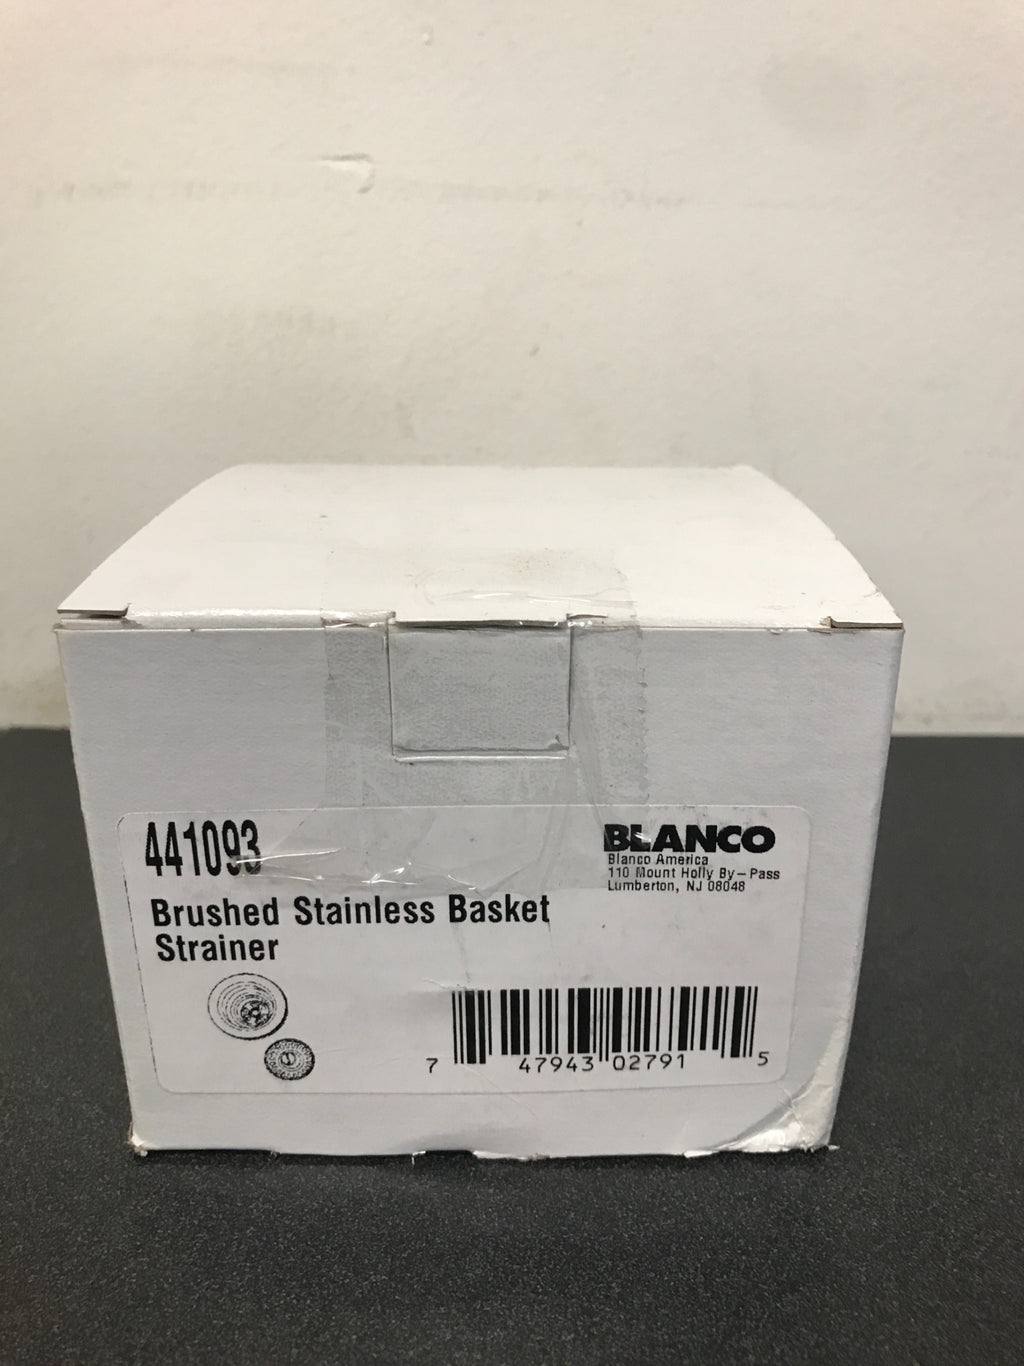 441093
BLANCO
Blanco America
110 Mount Holly By-Pass
Lumberton, NJ 08048
Brushed Stainless Basket
Strainer
7 47943 02791 5